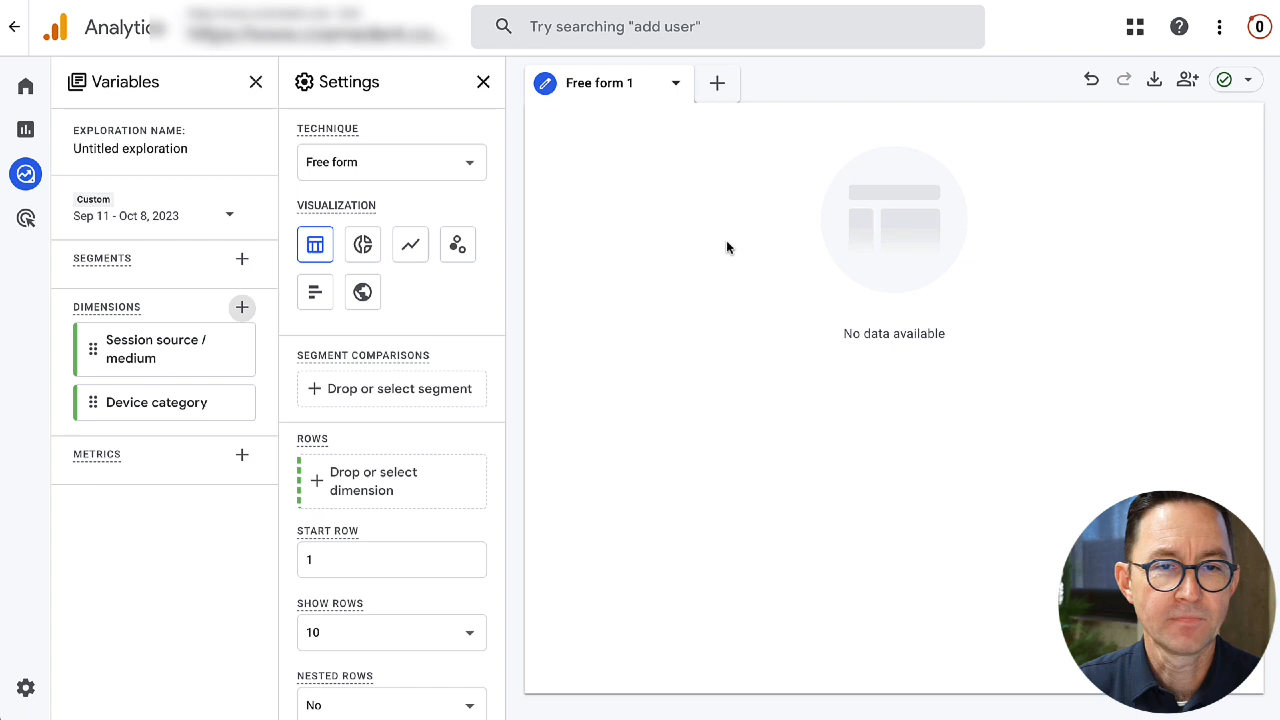 Analytic
Try searching "add user"
Variables
Settings
Free form 1
EXPLORATION NAME:
Untitled exploration
Custom
Sep 11 - Oct 8, 2023
SEGMENTS
DIMENSIONS
Session source /
medium
Device category
METRICS
TECHNIQUE
Free form
VISUALIZATION
SEGMENT COMPARISONS
Drop or select segment
ROWS
Drop or select
dimension
START ROW
1
SHOW ROWS
10
NESTED ROWS
No
No data available